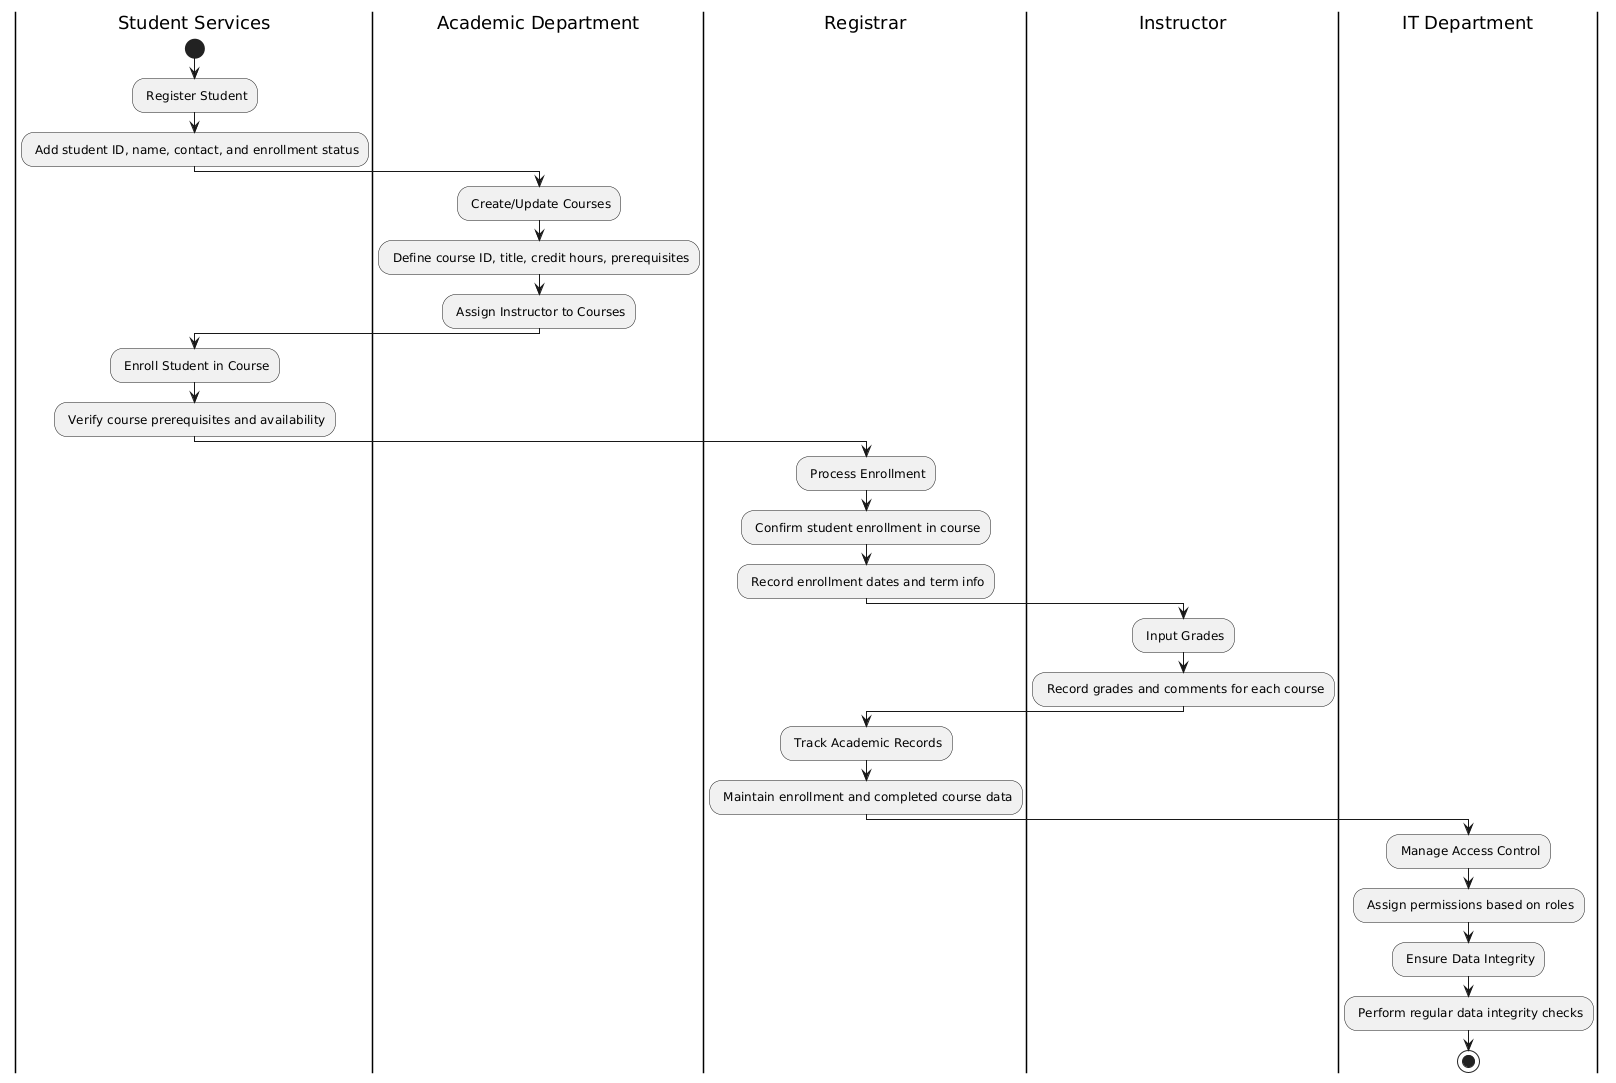 Student Services
Academic Department
Registrar
Instructor
IT Department
Register Student
Add student ID, name, contact, and enrollment status
Create/Update Courses
Define course ID, title, credit hours, prerequisites
Assign Instructor to Courses
Enroll Student in Course
Verify course prerequisites and availability
Process Enrollment
Confirm student enrollment in course
Record enrollment dates and term info
Input Grades
Record grades and comments for each course
Track Academic Records
Maintain enrollment and completed course data
Manage Access Control
Assign permissions based on roles
Ensure Data Integrity
Perform regular data integrity checks